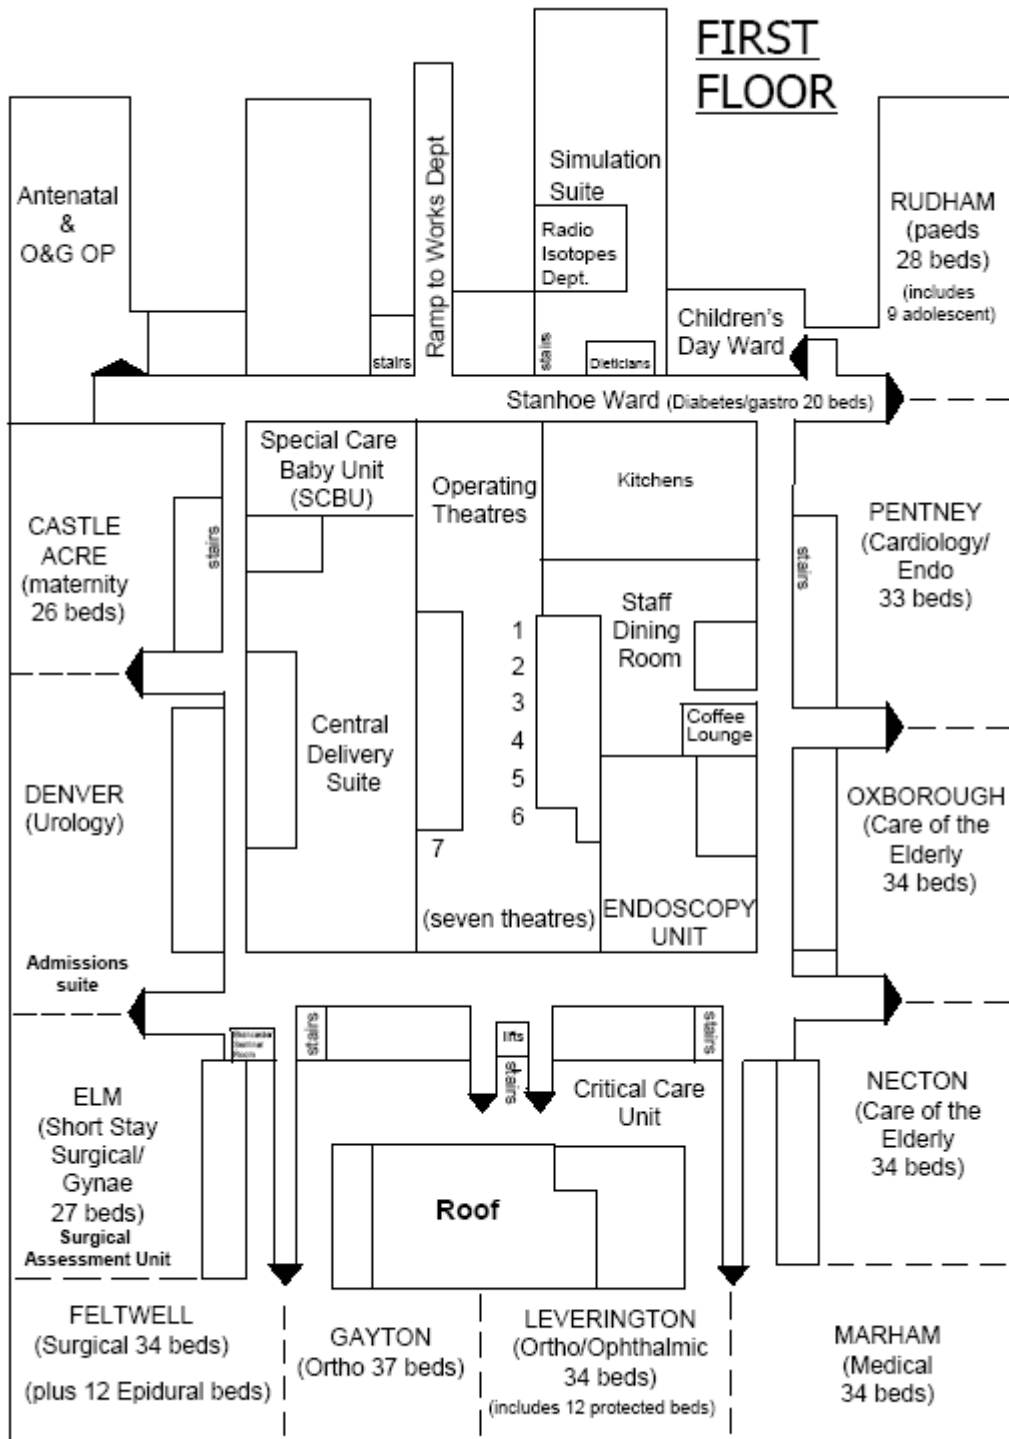 FIRST
FLOOR
Antenatal
&
O&G OP
Ramp to Works Dept
Simulation
Suite
Radio
Isotopes
Dept.
RUDHAM
(paeds
28 beds)
(includes
9 adolescent)
Children's
Day Ward
stairs
stairs
Dieticians
Stanhoe Ward (Diabetes/gastro 20 beds)
Special Care
Baby Unit
(SCBU)
Operating
Theatres
Kitchens
CASTLE
ACRE
(maternity
26 beds)
stairs
stairs
PENTNEY
(Cardiology/
Endo
33 beds)
Staff
Dining
Room
1
2
3
4
5
6
7
Coffee
Lounge
Central
Delivery
Suite
DENVER
(Urology)
OXBOROUGH
(Care of the
Elderly
34 beds)
(seven theatres)
ENDOSCOPY
UNIT
Admissions
suite
Seminar
Room
stairs
lifts
stairs
stairs
Critical Care
Unit
ELM
(Short Stay
Surgical/
Gynae
27 beds)
Surgical
Assessment Unit
NECTON
(Care of the
Elderly
34 beds)
Roof
FELTWELL
(Surgical 34 beds)
(plus 12 Epidural beds)
GAYTON
(Ortho 37 beds)
LEVERINGTON
(Ortho/Ophthalmic
34 beds)
(includes 12 protected beds)
MARHAM
(Medical
34 beds)